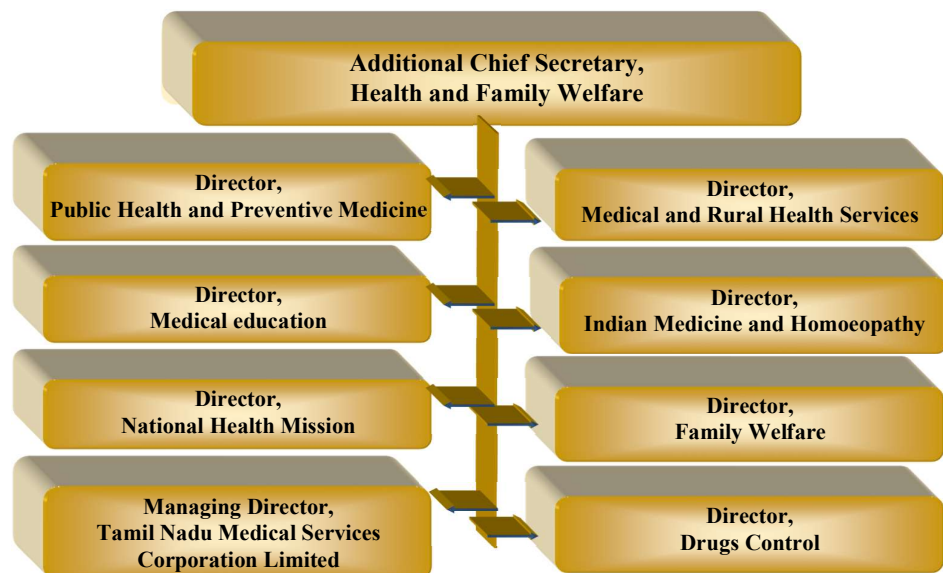 Additional Chief Secretary,
Health and Family Welfare
Director,
Public Health and Preventive Medicine
Director,
Medical and Rural Health Services
Director,
Medical education
Director,
Indian Medicine and Homoeopathy
Director,
National Health Mission
Director,
Family Welfare
Managing Director,
Tamil Nadu Medical Services
Corporation Limited
Director,
Drugs Control